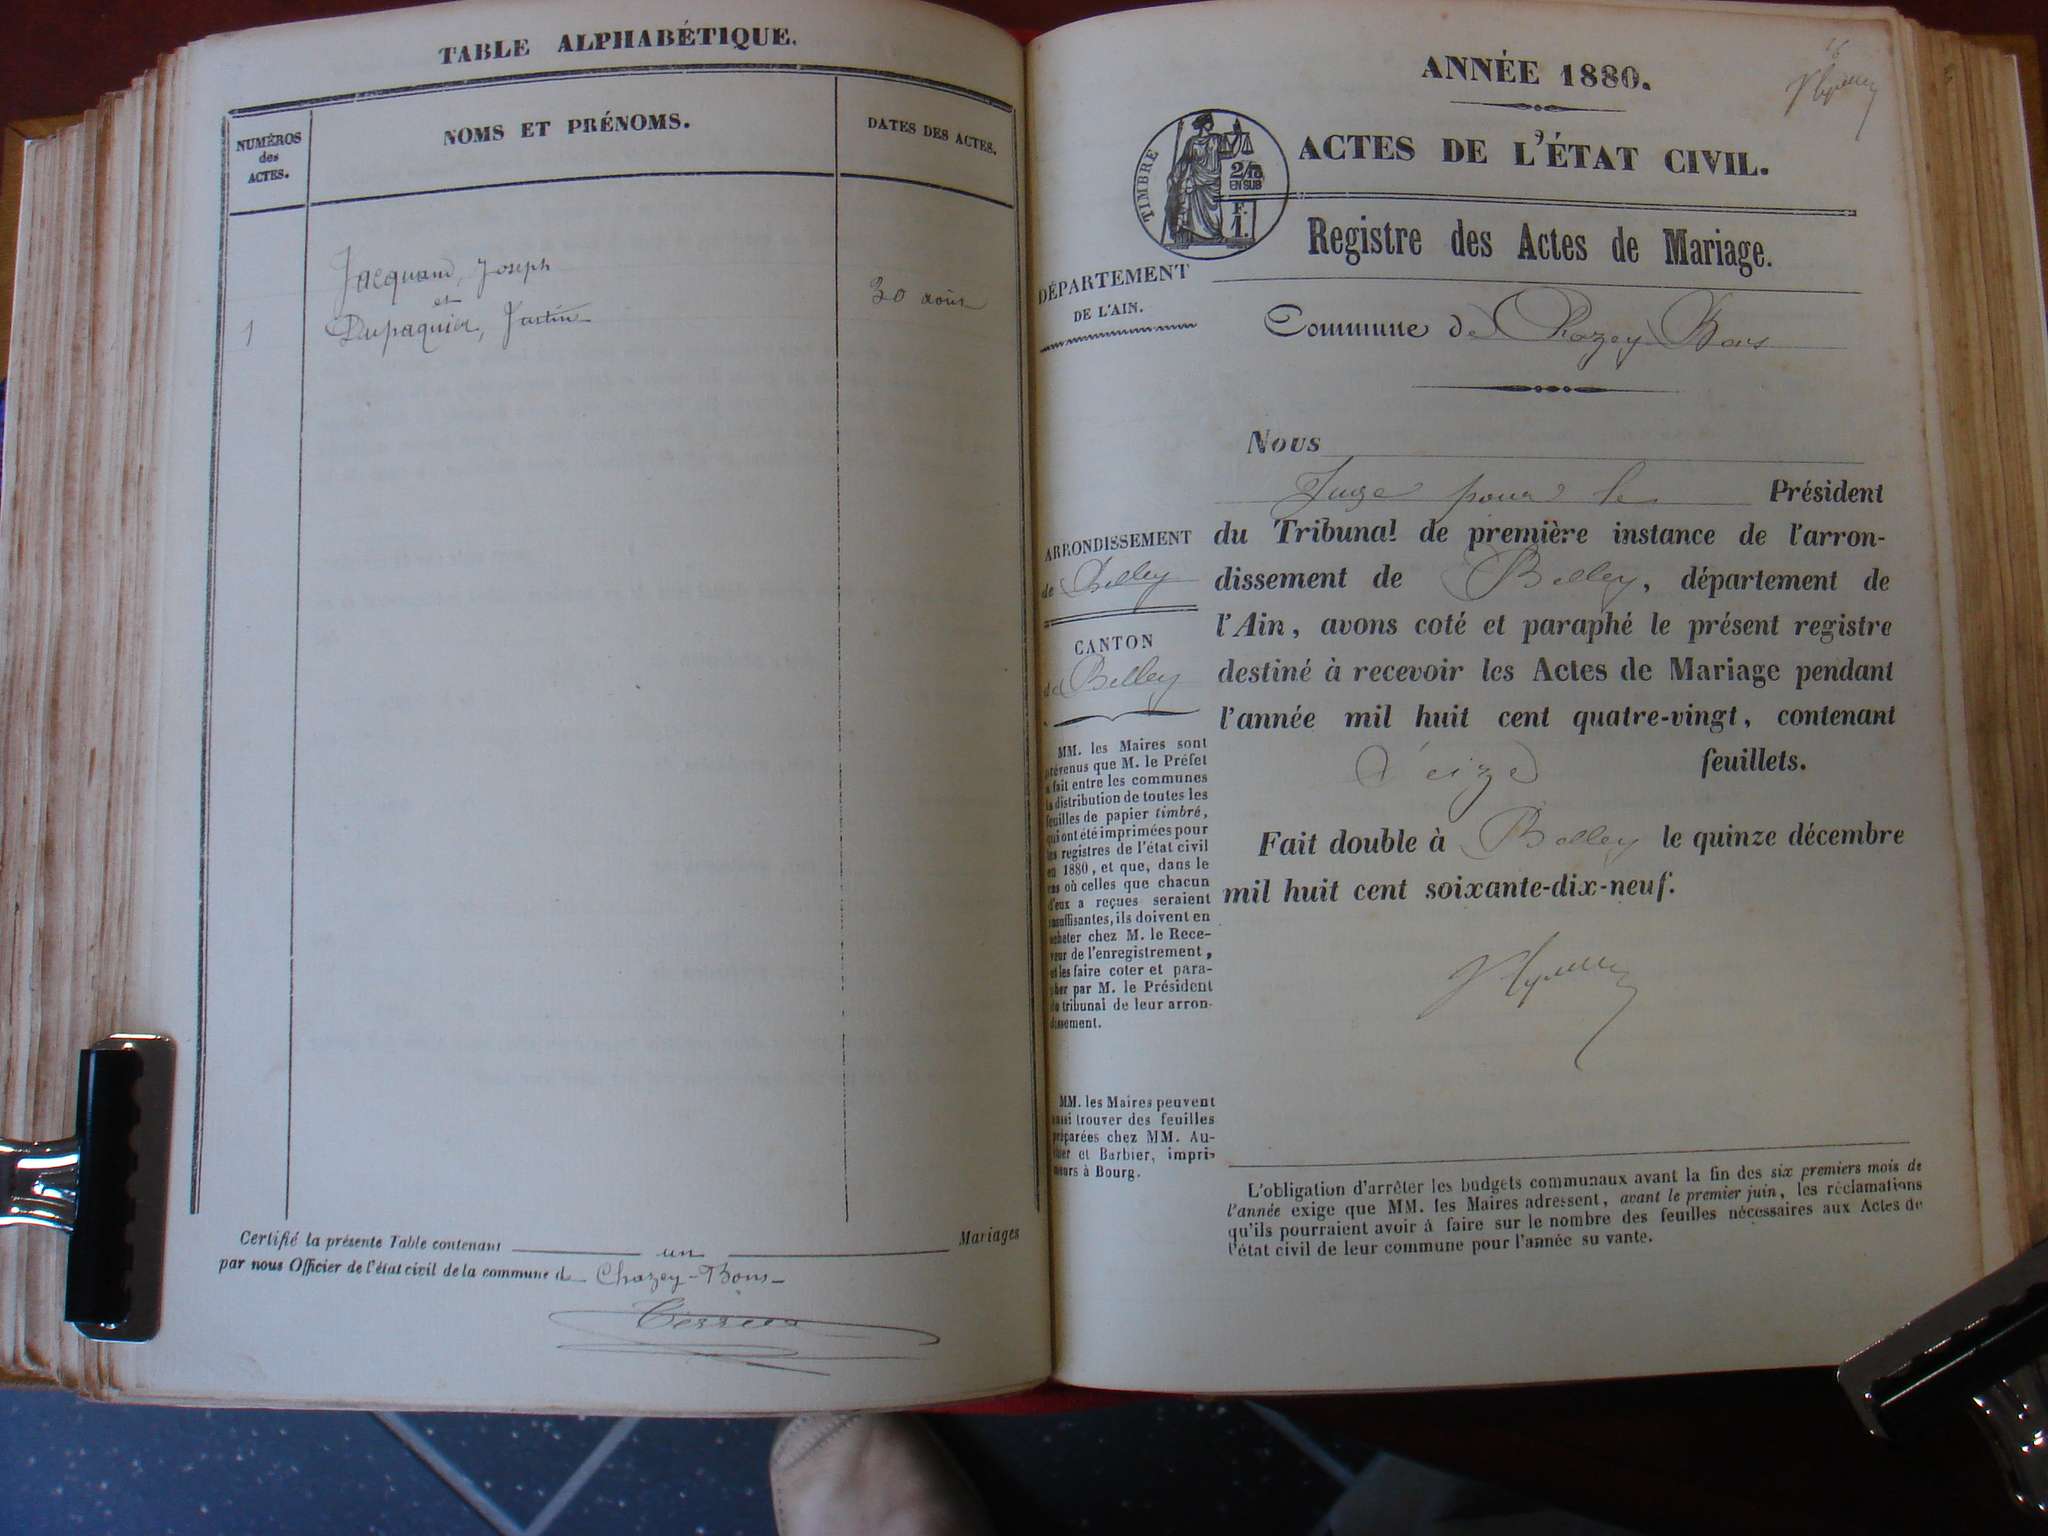 TABLE ALPHABÉTIQUE.
NUMÉROS
des
ACTES.
NOMS ET PRÉNOMS.
DATES DES ACTES.
Jacquand, Joseph
et
1
Dupaquier, Justine
30 août
Certifié la présente Table contenant un Mariages
par nous Officier de l'état civil de la commune de Chazey-Bons
ANNÉE 1880.
ACTES DE L'ÉTAT CIVIL.
TIMBRE
2/10
EN SUS
F.
1.
Registre des Actes de Mariage.
DÉPARTEMENT
DE L'AIN.
Commune de Chazey Bons
Nous
Juge pour le Président
du Tribunal de première instance de l'arron-
dissement de Belley, département de
l'Ain, avons coté et paraphé le présent registre
destiné à recevoir les Actes de Mariage pendant
l'année mil huit cent quatre-vingt, contenant
feuillets.
Fait double à Belley le quinze décembre
mil huit cent soixante-dix-neuf.
ARRONDISSEMENT
de Belley
CANTON
de Belley
MM. les Maires sont
prévenus que M. le Préfet
a fait entre les communes
la distribution de toutes les
feuilles de papier timbré,
qui ont été imprimées pour
les registres de l'état civil
en 1880, et que, dans le
cas où celles que chacun
d'eux a reçues seraient
insuffisantes, ils doivent en
acheter chez M. le Rece-
veur de l'enregistrement,
et les faire coter et para-
pher par M. le Président
du tribunal de leur arron-
dissement.
MM. les Maires peuvent
aussi trouver des feuilles
préparées chez MM. Au-
et Barbier, impri-
meurs à Bourg.
L'obligation d'arrêter les budgets communaux avant la fin des six premiers mois de
l'année exige que MM. les Maires adressent, avant le premier juin, les réclamations
qu'ils pourraient avoir à faire sur le nombre des feuilles nécessaires aux Actes de
l'état civil de leur commune pour l'année su vante.